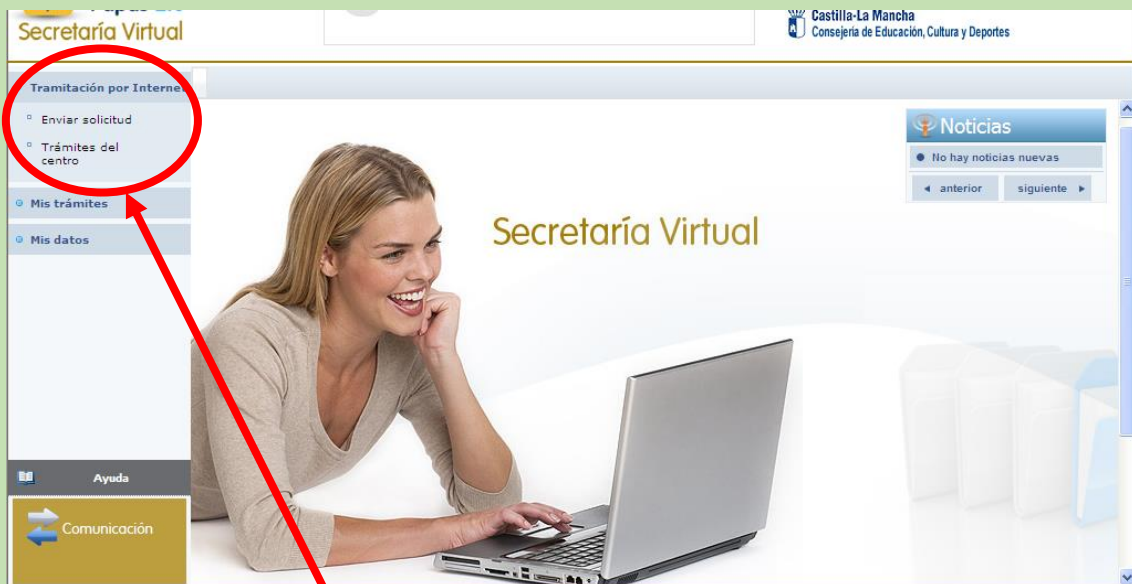 Secretaría Virtual
Castilla-La Mancha
Consejería de Educación, Cultura y Deportes
Tramitación por Internet
Enviar solicitud
Trámites del
centro
Mis trámites
Mis datos
Ayuda
Comunicación
Secretaría Virtual
Noticias
No hay noticias nuevas
anterior siguiente